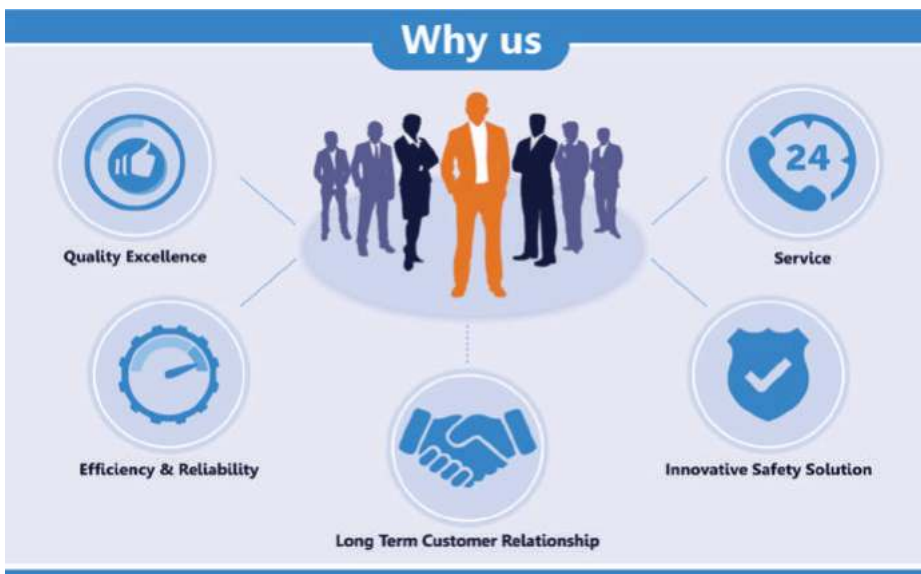 Why us
Quality Excellence
24
Service
Efficiency & Reliability
Innovative Safety Solution
Long Term Customer Relationship